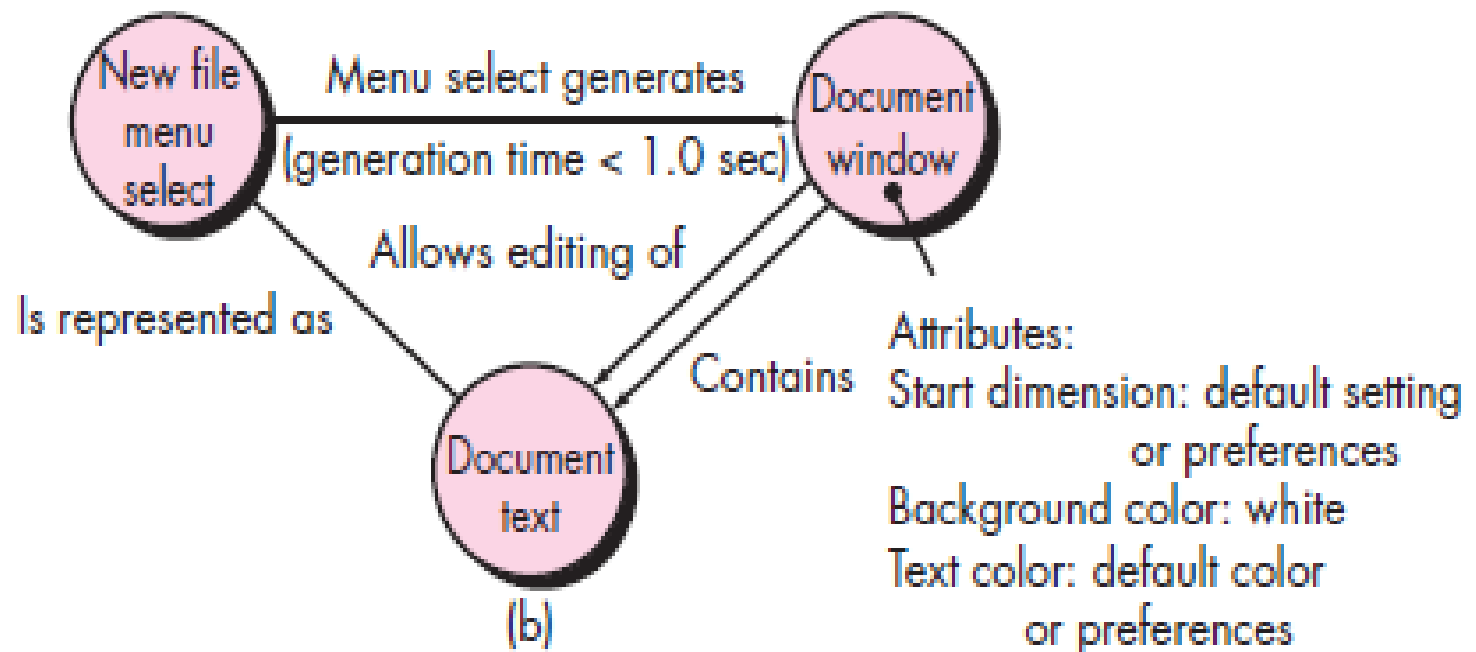 New file
menu
select
Menu select generates
(generation time < 1.0 sec)
Document
window
Allows editing of
Is represented as
Contains
Document
text
Attributes:
Start dimension: default setting
or preferences
Background color: white
Text color: default color
or preferences
(b)